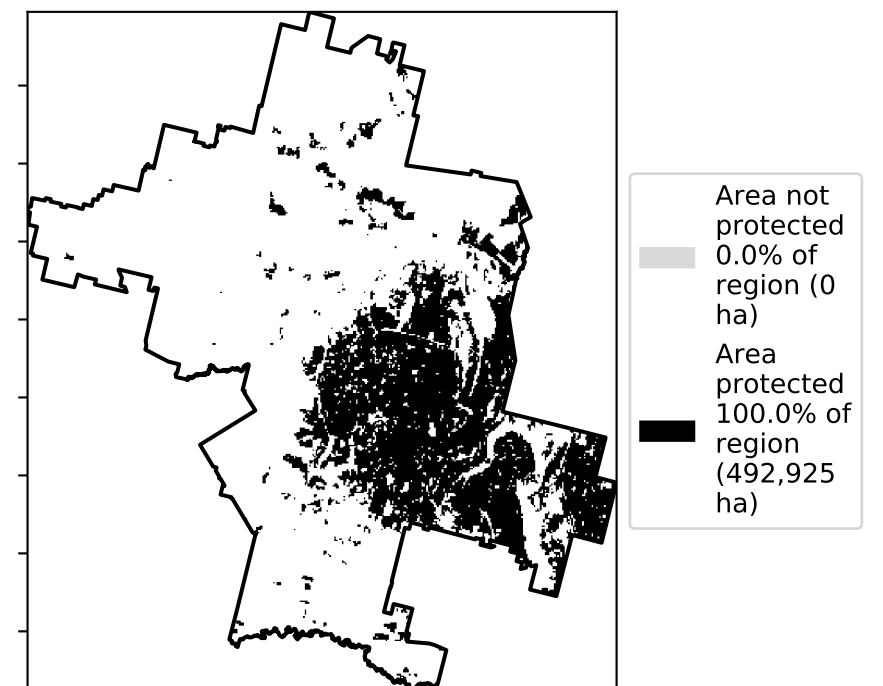 Area not
protected
0.0% of
region (0
ha)
Area
protected
100.0% of
region
(492,925
ha)